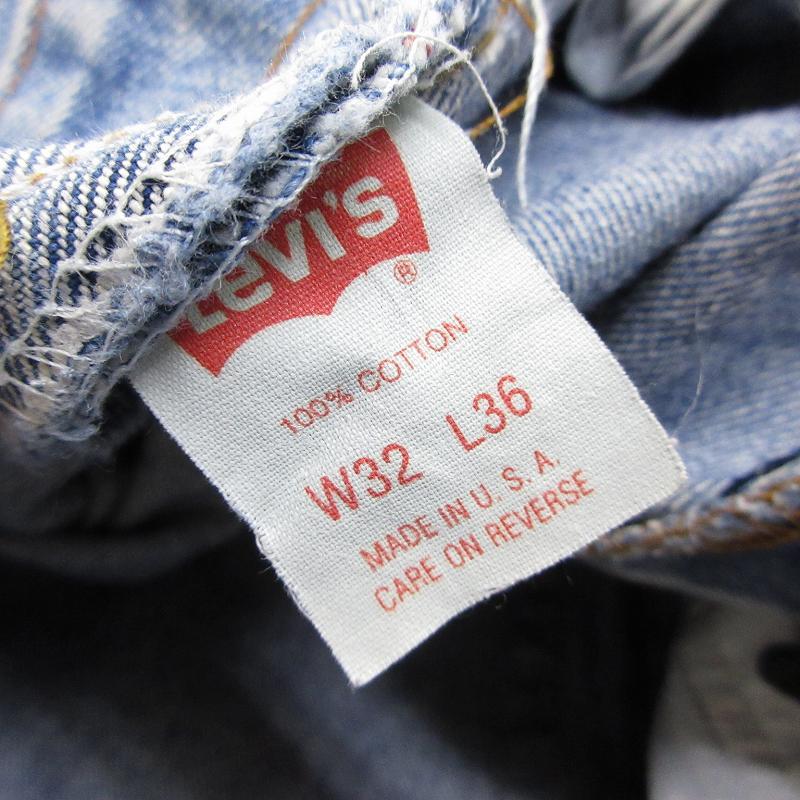 Levi's
®
100% COTTON
W32 L36
MADE IN U. S. A.
CARE ON REVERSE